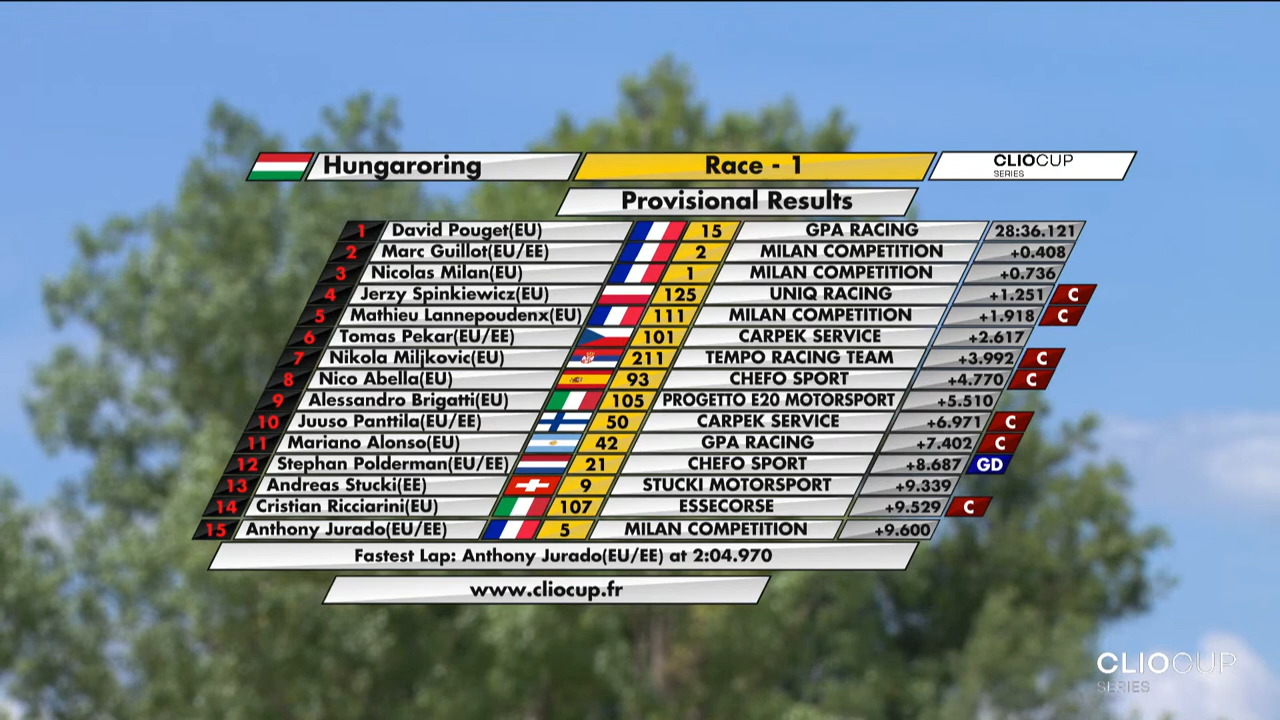 Hungaroring Race - 1 CLIOCUP SERIES
Provisional Results
1 David Pouget(EU) 15 GPA RACING 28:36.121
2 Marc Guillot(EU/EE) 2 MILAN COMPETITION +0.408
3 Nicolas Milan(EU) 1 MILAN COMPETITION +0.736
4 Jerzy Spinkiewicz(EU) 125 UNIQ RACING +1.251 C
5 Mathieu Lannepoudenx(EU) 111 MILAN COMPETITION +1.918 C
6 Tomas Pekar(EU/EE) 101 CARPEK SERVICE +2.617
7 Nikola Miljkovic(EU) 211 TEMPO RACING TEAM +3.992 C
8 Nico Abella(EU) 93 CHEFO SPORT +4.770 C
9 Alessandro Brigatti(EU) 105 PROGETTO E20 MOTORSPORT +5.510
10 Juuso Panttila(EU/EE) 50 CARPEK SERVICE +6.971 C
11 Mariano Alonso(EU) 42 GPA RACING +7.402 C
12 Stephan Polderman(EU/EE) 21 CHEFO SPORT +8.687 GD
13 Andreas Stucki(EE) 9 STUCKI MOTORSPORT +9.339
14 Cristian Ricciarini(EU) 107 ESSECORSE +9.529 C
15 Anthony Jurado(EU/EE) 5 MILAN COMPETITION +9.600
Fastest Lap: Anthony Jurado(EU/EE) at 2:04.970
www.cliocup.fr
CLIOCUP
SERIES